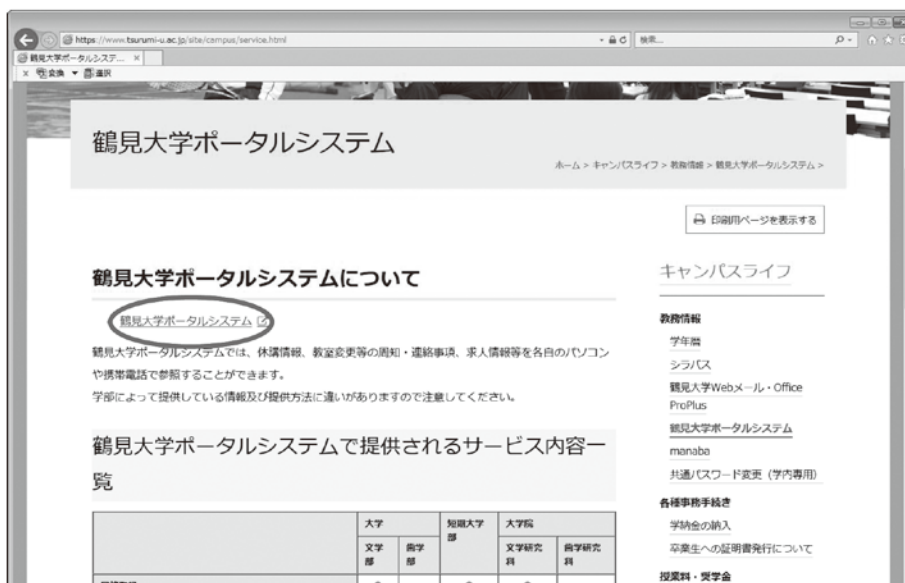 https://www.tsurumi-u.ac.jp/site/campus/service.html
検索...
鶴見大学ポータルシステ... ×
× 変換 ▼ 選択
鶴見大学ポータルシステム
ホーム > キャンパスライフ > 教務情報 > 鶴見大学ポータルシステム >
印刷用ページを表示する
鶴見大学ポータルシステムについて
鶴見大学ポータルシステム
鶴見大学ポータルシステムでは、休講情報、教室変更等の周知・連絡事項、求人情報等を各自のパソコン
や携帯電話で参照することができます。
学部によって提供している情報及び提供方法に違いがありますので注意してください。
鶴見大学ポータルシステムで提供されるサービス内容一
覧
大学 短期大学部 大学院
文学部 歯学部 文学研究科 歯学研究科
キャンパスライフ
教務情報
学年暦
シラバス
鶴見大学Webメール・Office
ProPlus
鶴見大学ポータルシステム
manaba
共通パスワード変更（学内専用）
各種事務手続き
学納金の納入
卒業生への証明書発行について
授業料・奨学金